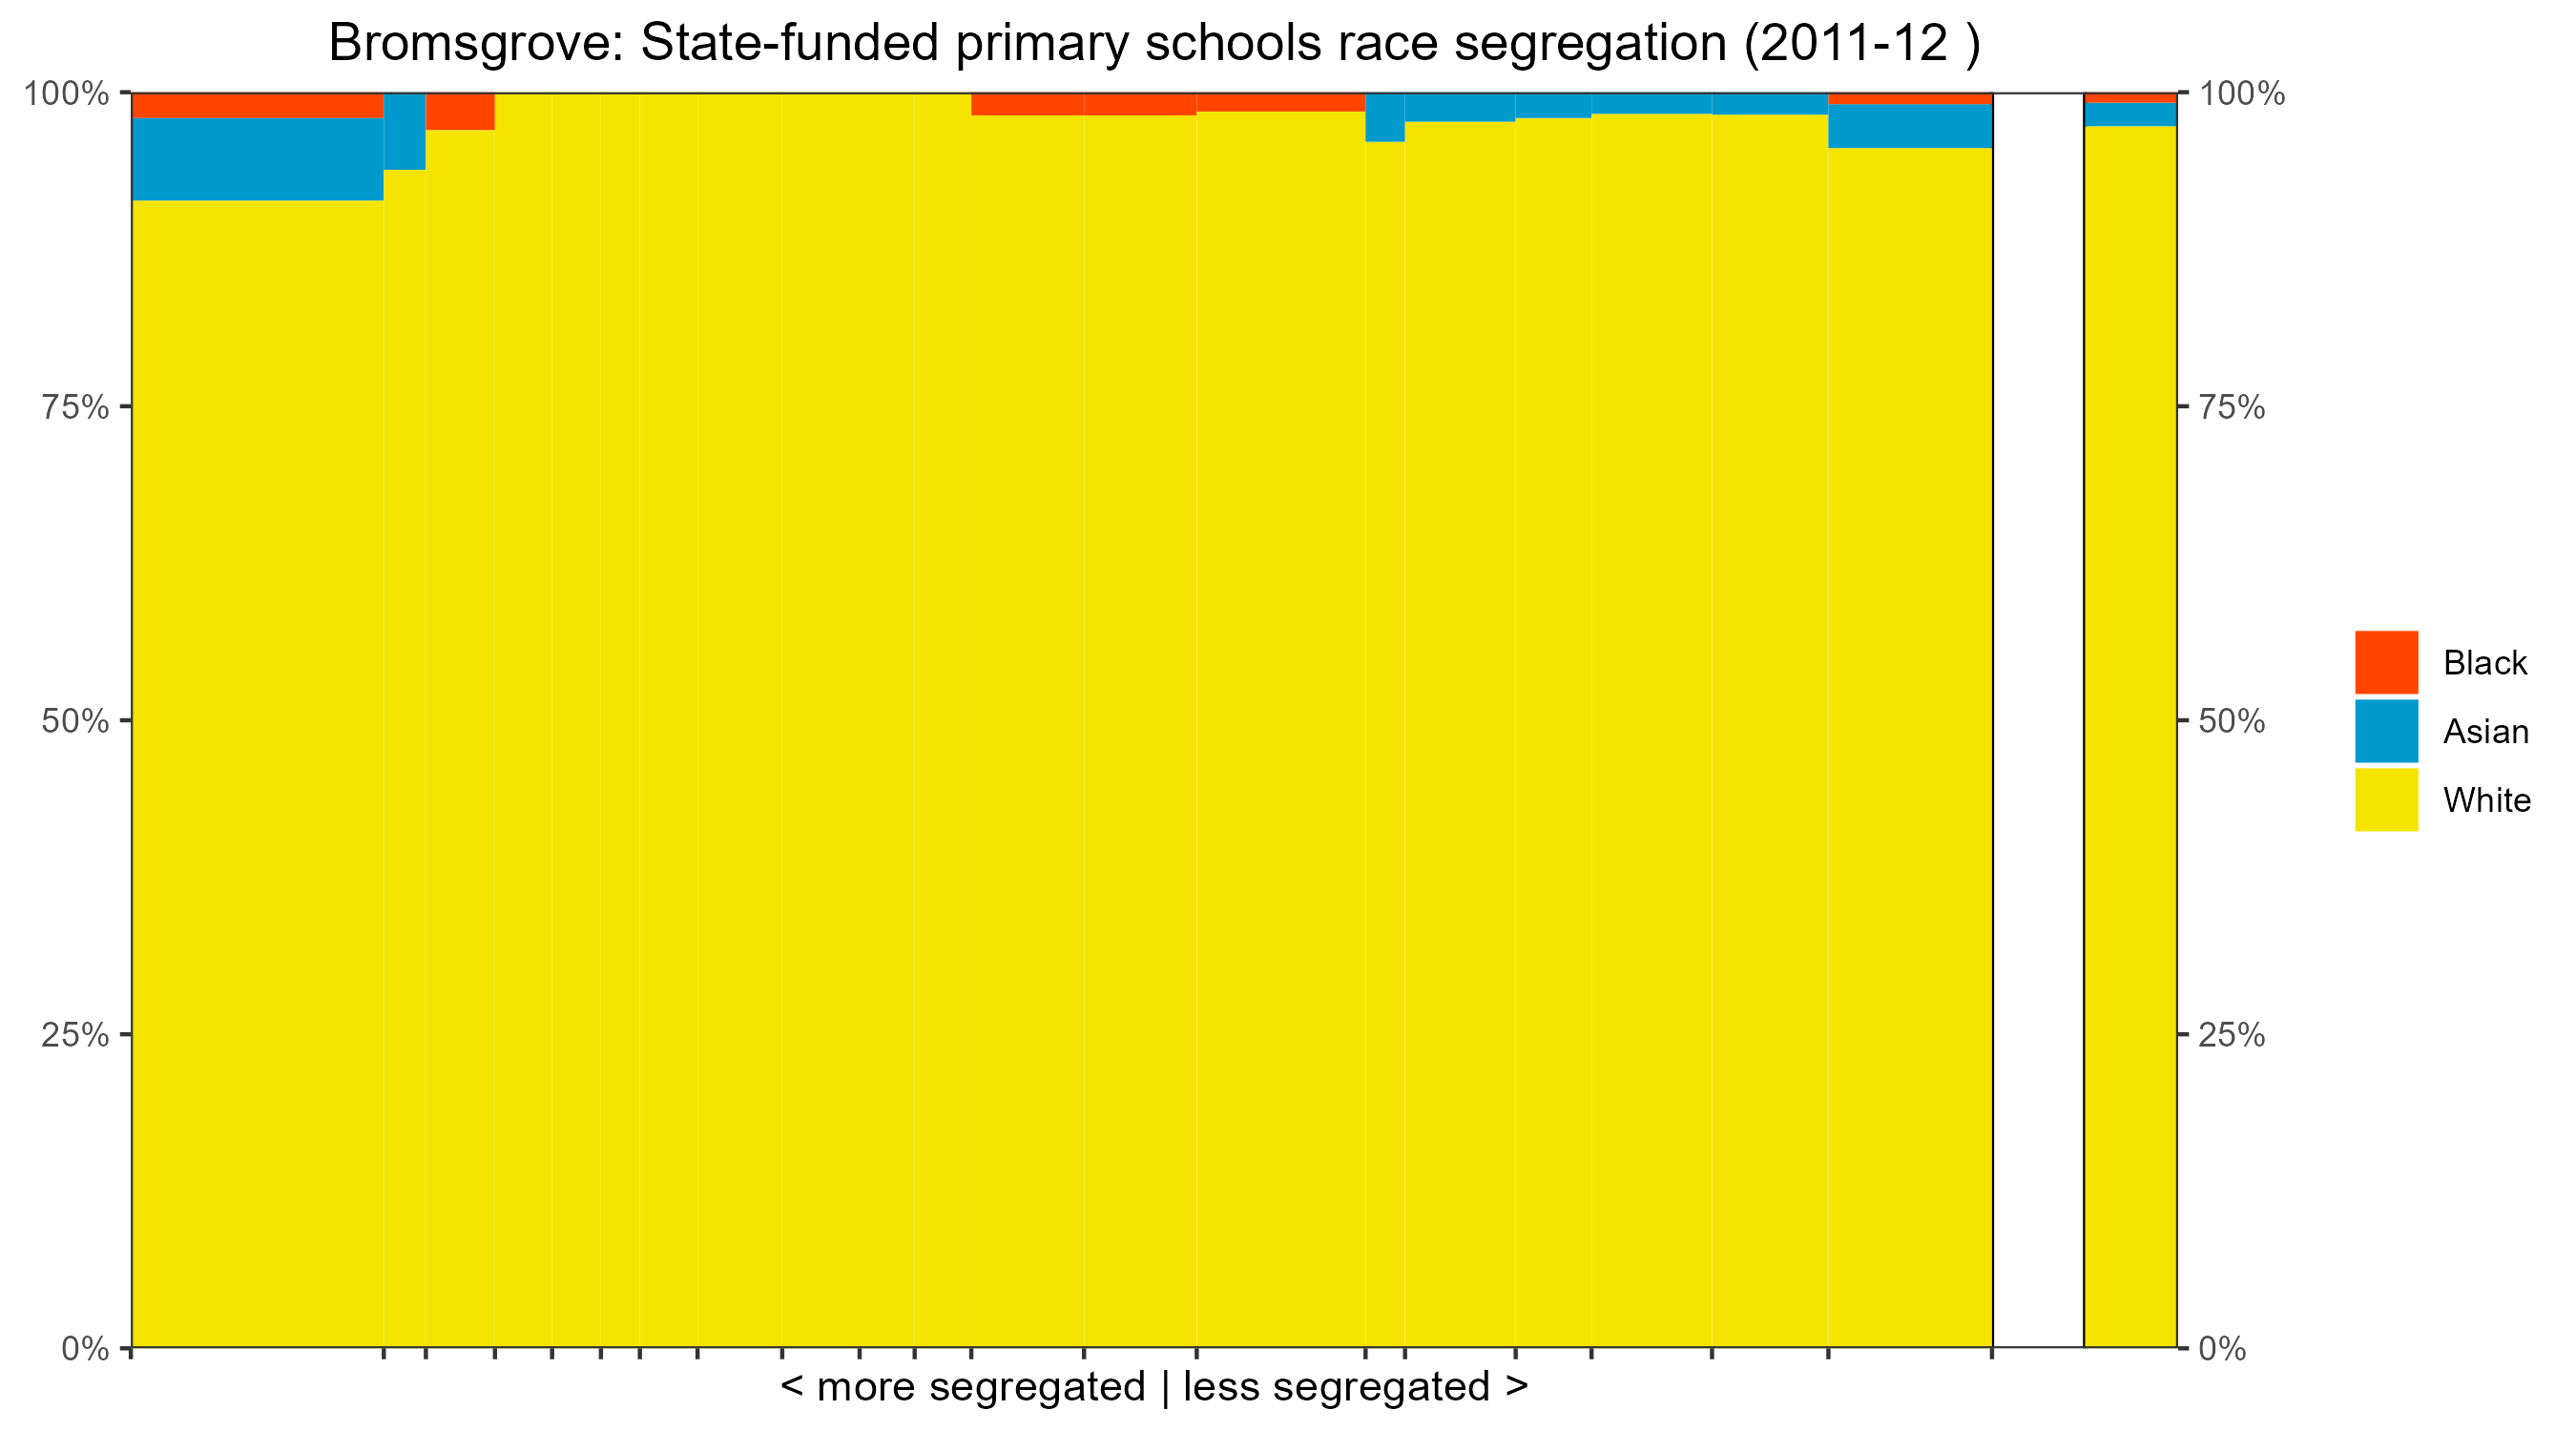 Bromsgrove: State-funded primary schools race segregation (2011-12 )
100%
75%
50%
25%
0%
100%
75%
50%
25%
0%
Black
Asian
White
< more segregated | less segregated >